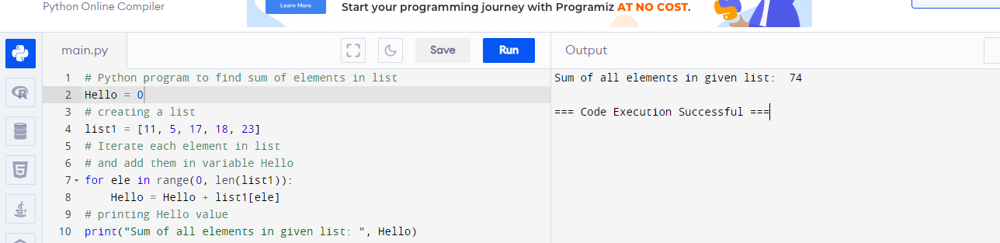 Python Online Compiler
Learn More
Start your programming journey with Programiz AT NO COST.
main.py
Save
Run
Output
1 # Python program to find sum of elements in list
2 Hello = 0
3 # creating a list
4 list1 = [11, 5, 17, 18, 23]
5 # Iterate each element in list
6 # and add them in variable Hello
7 for ele in range(0, len(list1)):
8     Hello = Hello + list1[ele]
9 # printing Hello value
10 print("Sum of all elements in given list: ", Hello)
Sum of all elements in given list:  74
=== Code Execution Successful ===